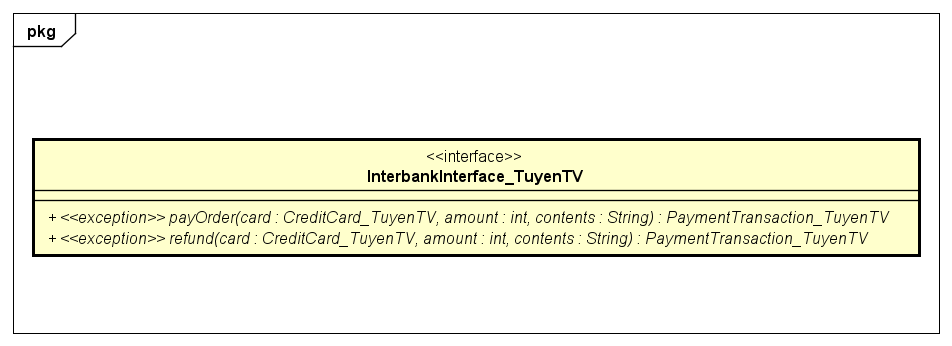 pkg
<<interface>>
InterbankInterface_TuyenTV
+ <<exception>> payOrder(card : CreditCard_TuyenTV, amount : int, contents : String) : PaymentTransaction_TuyenTV
+ <<exception>> refund(card : CreditCard_TuyenTV, amount : int, contents : String) : PaymentTransaction_TuyenTV